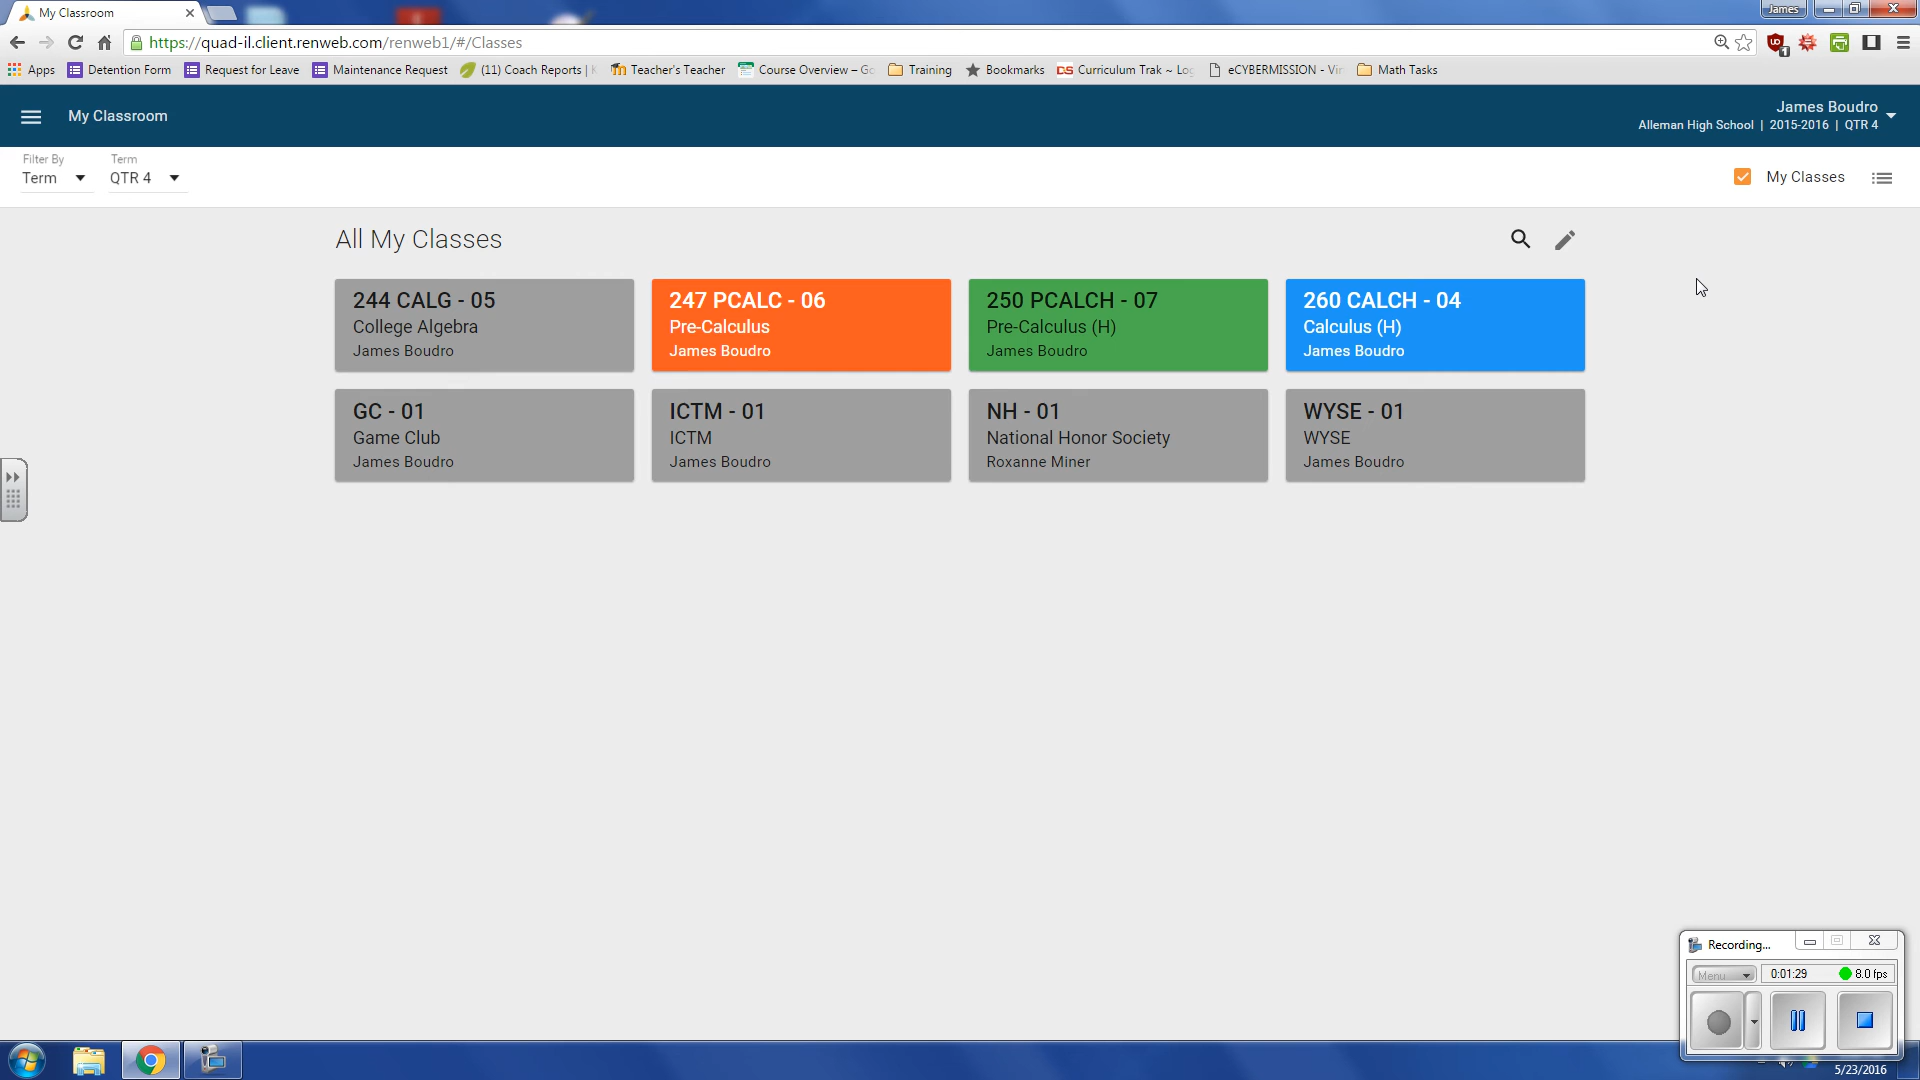 My Classroom
James
https://quad-il.client.renweb.com/renweb1/#/Classes
Apps Detention Form Request for Leave Maintenance Request (11) Coach Reports | Teacher's Teacher Course Overview – Training Bookmarks Curriculum Trak ~ eCYBERMISSION - Math Tasks
My Classroom
James Boudro
Alleman High School | 2015-2016 | QTR 4
Filter By Term
Term QTR 4
My Classes
All My Classes
244 CALG - 05
College Algebra
James Boudro
247 PCALC - 06
Pre-Calculus
James Boudro
250 PCALCH - 07
Pre-Calculus (H)
James Boudro
260 CALCH - 04
Calculus (H)
James Boudro
GC - 01
Game Club
James Boudro
ICTM - 01
ICTM
James Boudro
NH - 01
National Honor Society
Roxanne Miner
WYSE - 01
WYSE
James Boudro
Recording...
Menu 0:01:29 8.0 fps
5/23/2016